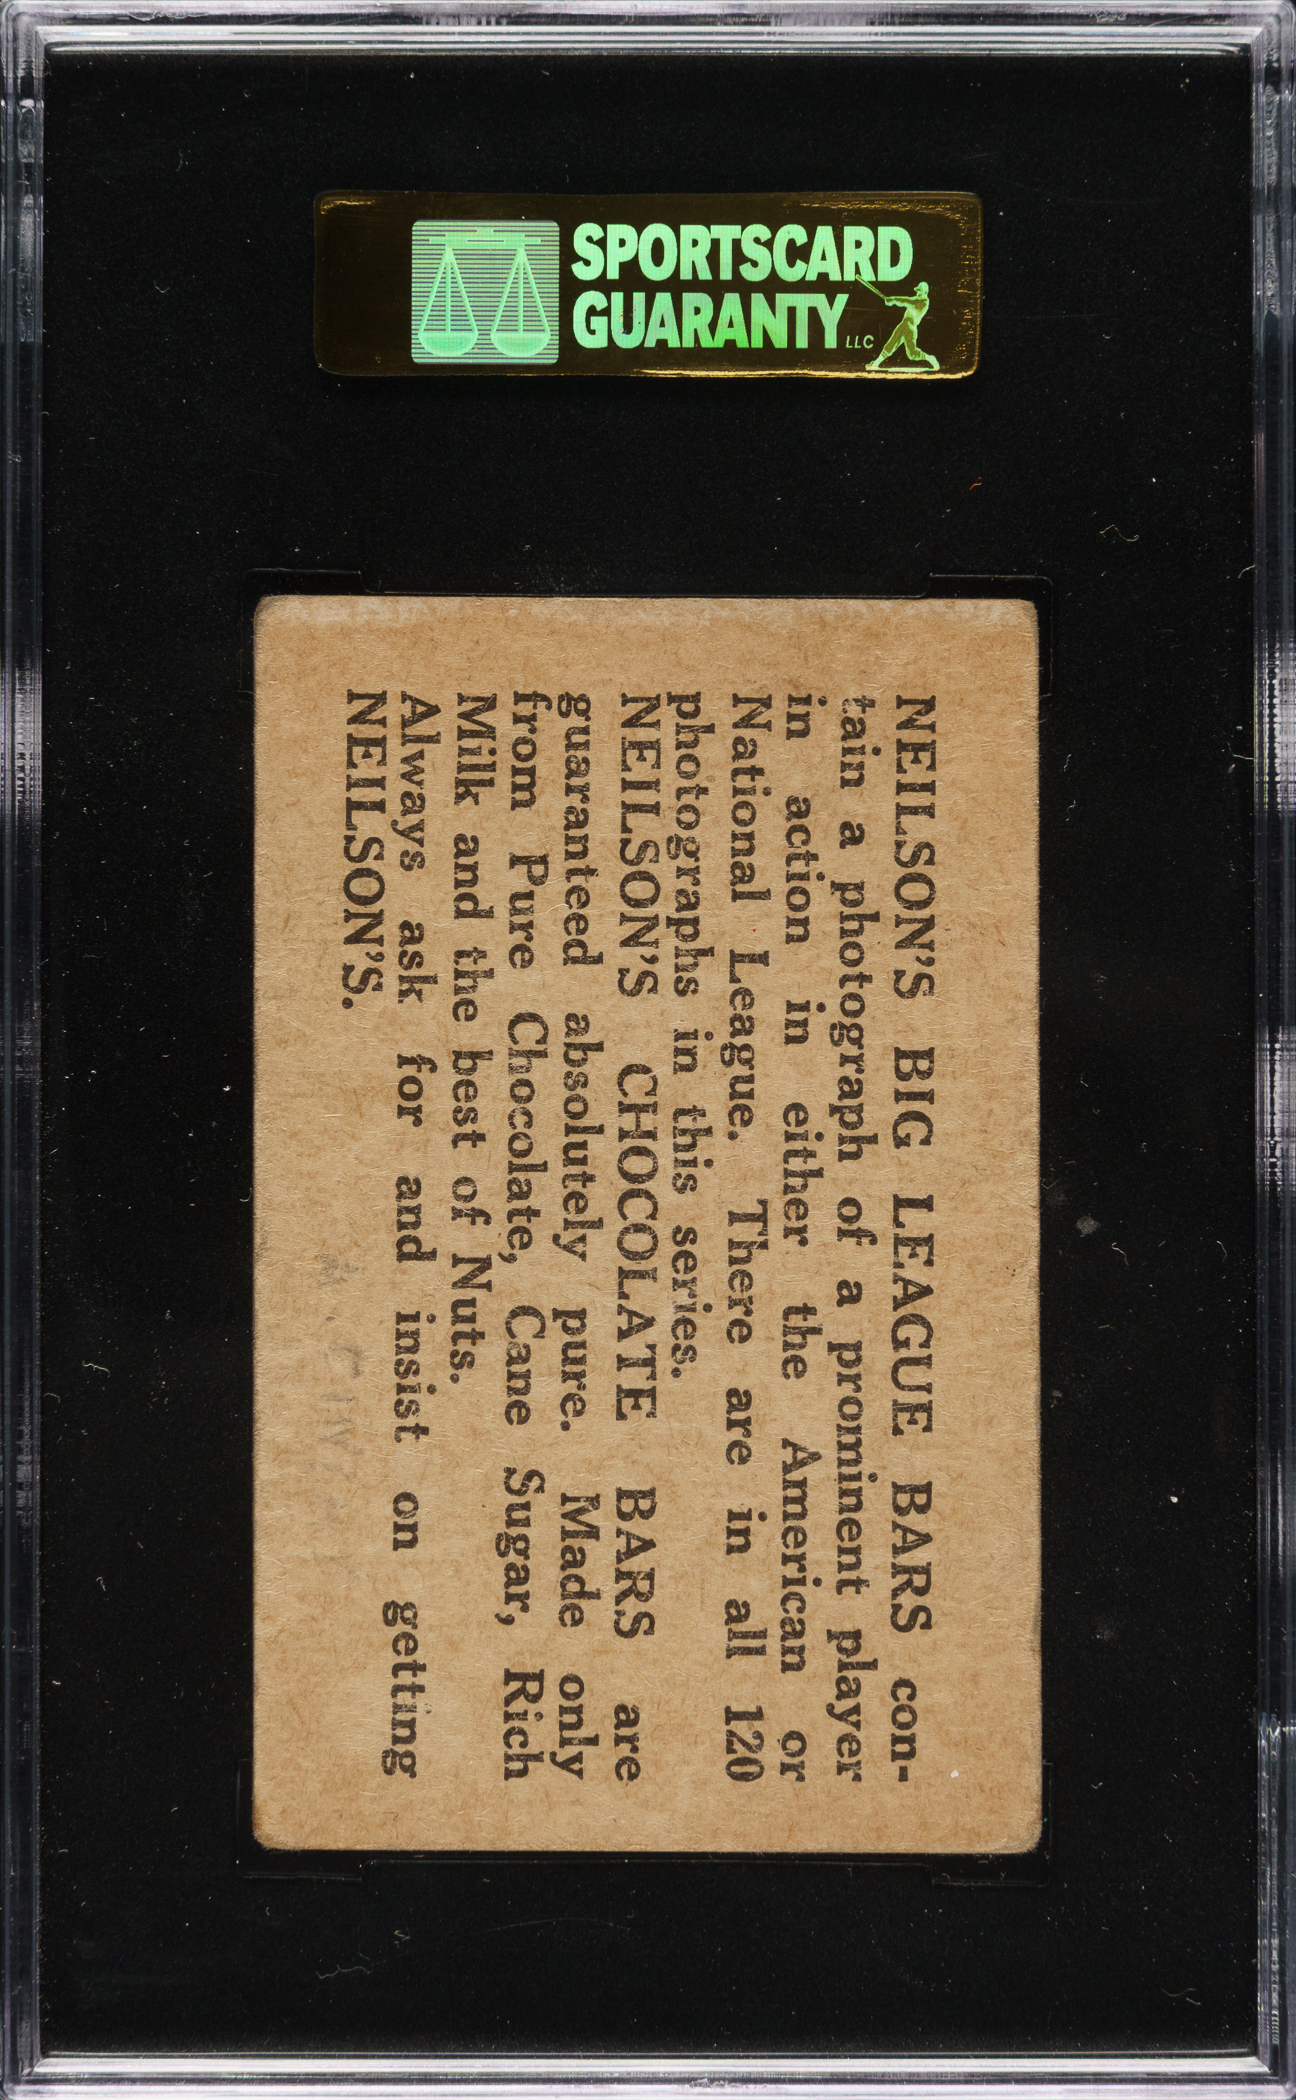 SPORTSCARD
GUARANTY LLC
NEILSON'S BIG LEAGUE BARS con-
tain a photograph of a prominent player
in action in either the American or
National League. There are in all 120
photographs in this series.
NEILSON'S CHOCOLATE BARS are
guaranteed absolutely pure. Made only
from Pure Chocolate, Cane Sugar, Rich
Milk and the best of Nuts.
Always ask for and insist on getting
NEILSON'S.